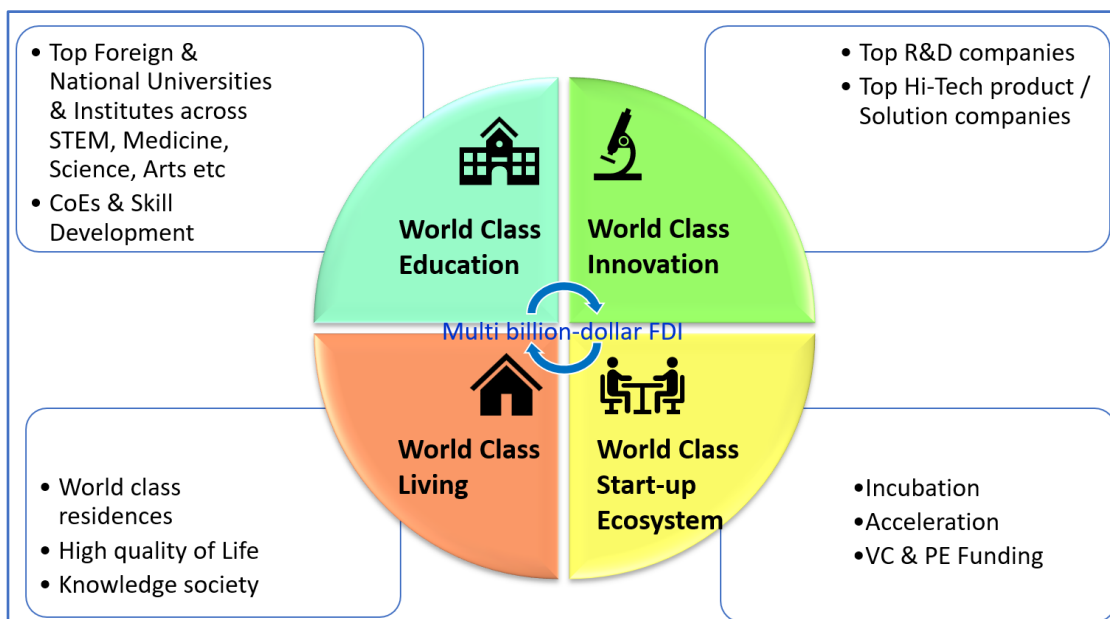 • Top Foreign &
National Universities
& Institutes across
STEM, Medicine,
Science, Arts etc
• CoEs & Skill
Development
• Top R&D companies
• Top Hi-Tech product /
Solution companies
World Class
Education
World Class
Innovation
Multi billion-dollar FDI
World Class
Living
World Class
Start-up
Ecosystem
• World class
residences
• High quality of Life
• Knowledge society
•Incubation
•Acceleration
•VC & PE Funding